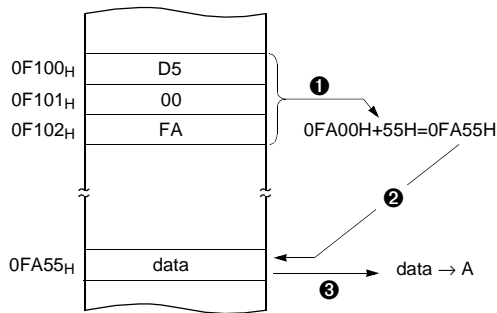 0F100H D5
0F101H 00
0F102H FA
❶
0FA00H+55H=0FA55H
❷
0FA55H data
data → A
❸